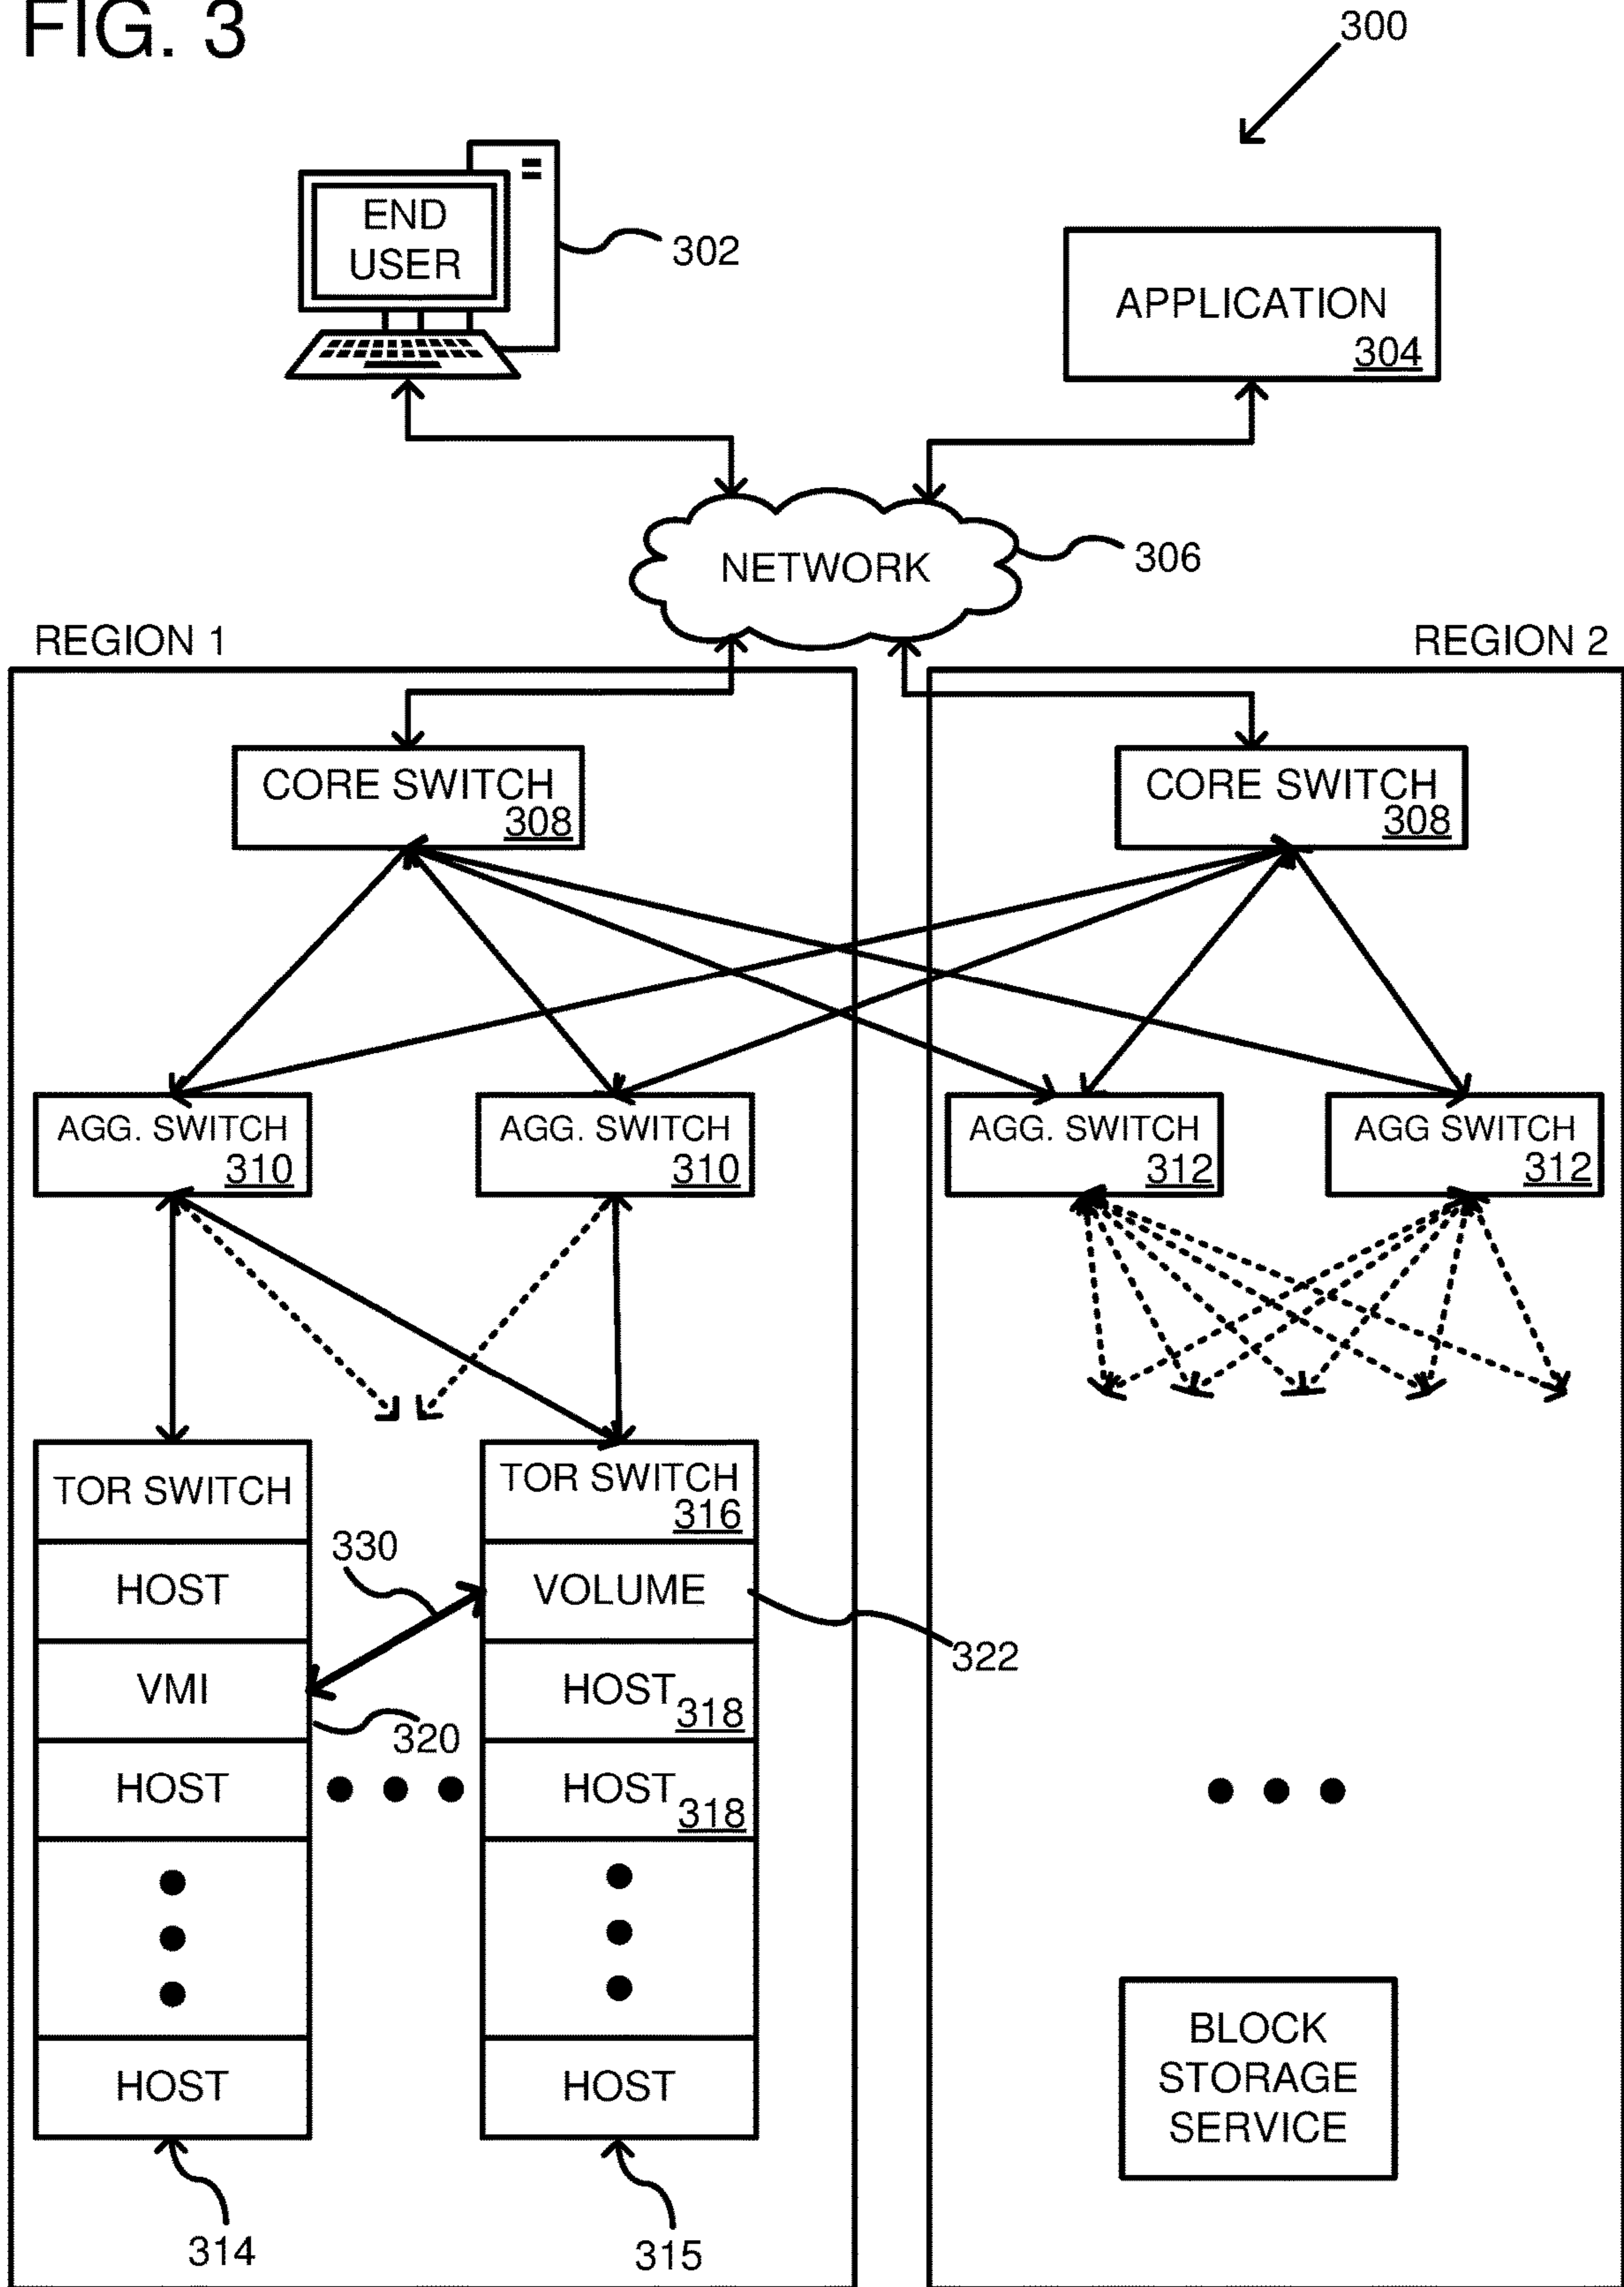 FIG. 3
300
END
USER
302
APPLICATION
304
NETWORK
306
REGION 1
REGION 2
CORE SWITCH
308
CORE SWITCH
308
AGG. SWITCH
310
AGG. SWITCH
310
AGG. SWITCH
312
AGG SWITCH
312
TOR SWITCH
HOST
VMI
HOST
HOST
330
320
TOR SWITCH
316
VOLUME
322
HOST
318
HOST
318
HOST
314
315
BLOCK
STORAGE
SERVICE